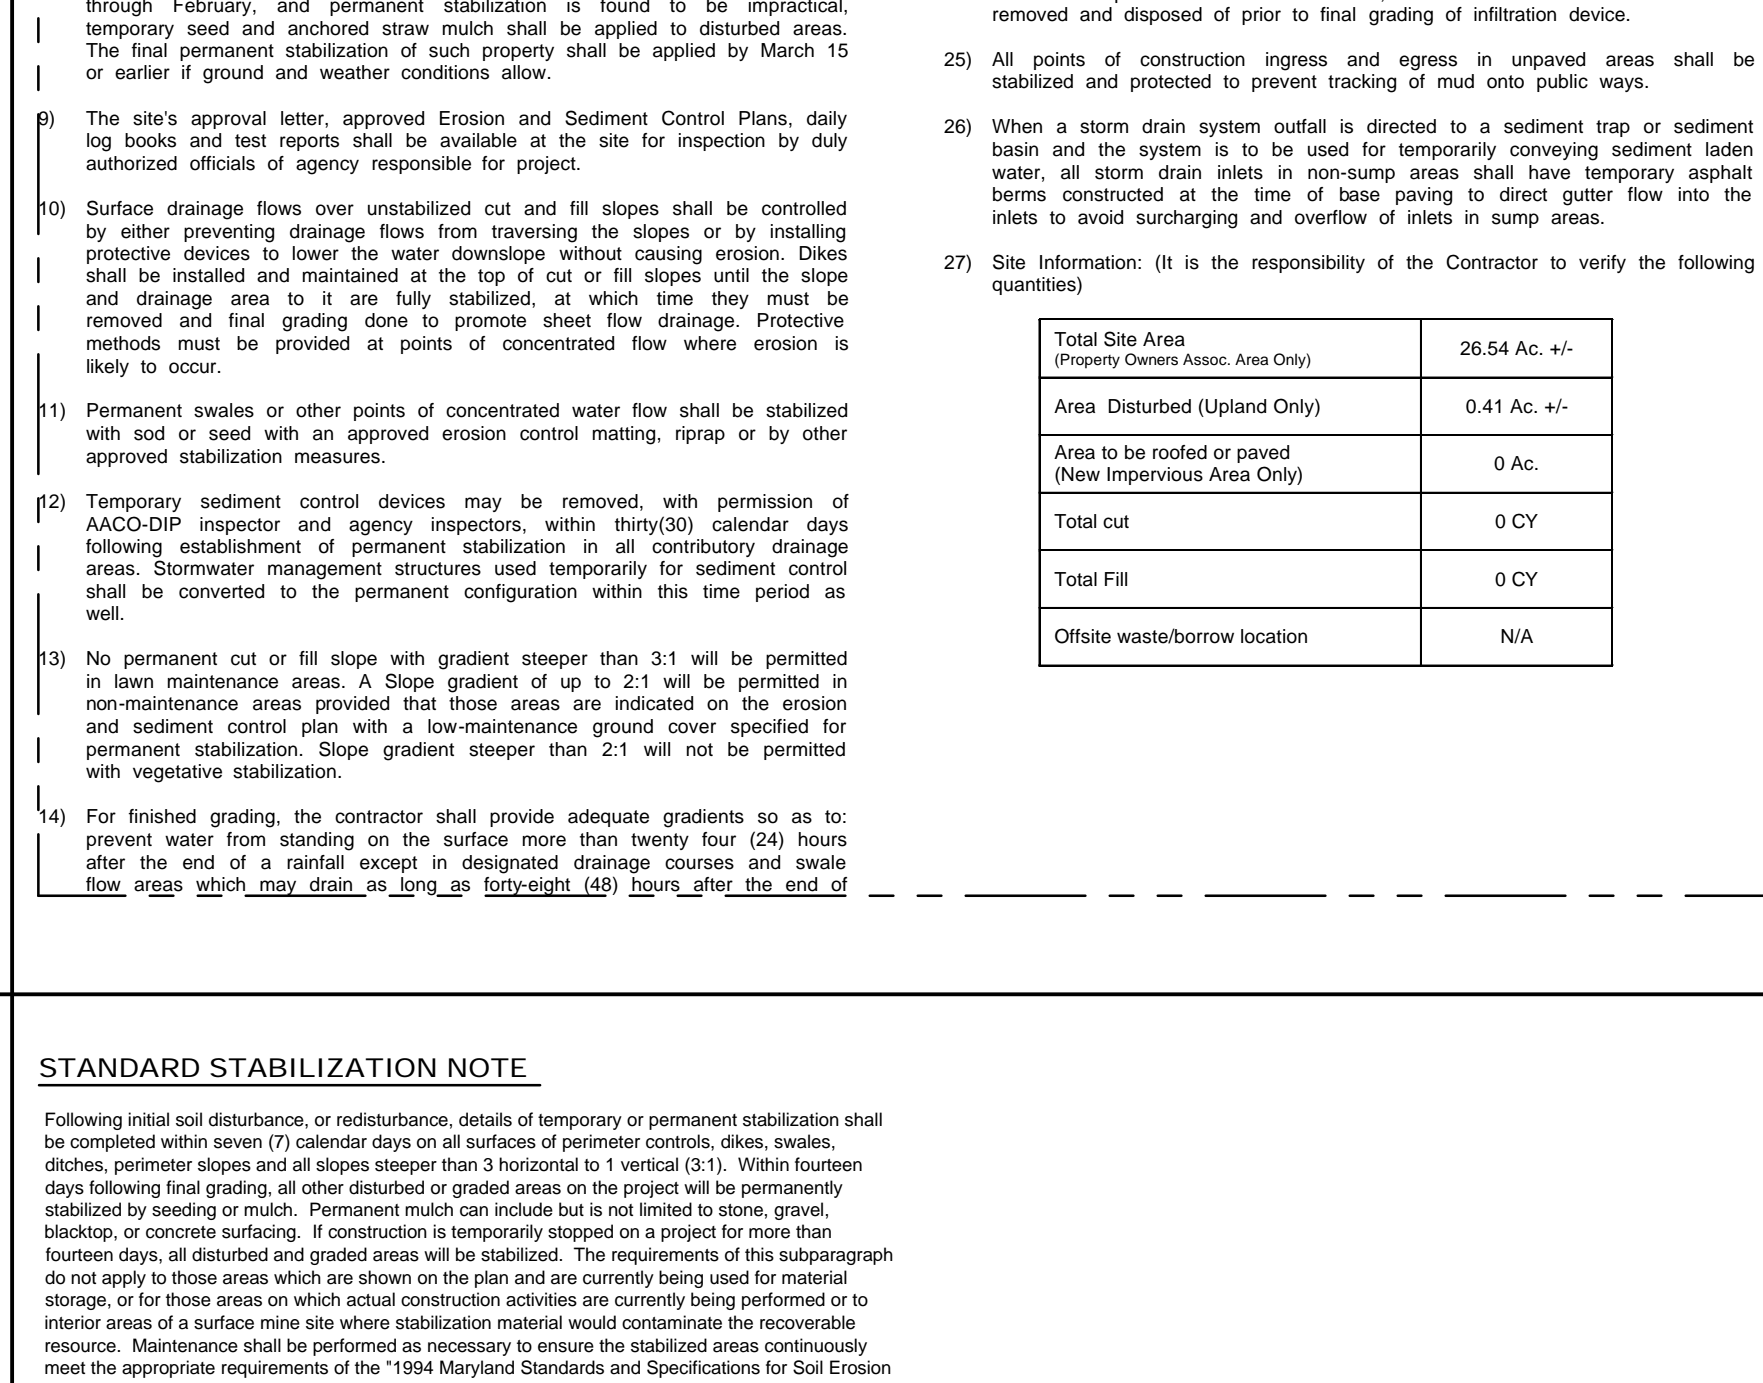 through February, and permanent stabilization is found to be impractical,
temporary seed and anchored straw mulch shall be applied to disturbed areas.
The final permanent stabilization of such property shall be applied by March 15
or earlier if ground and weather conditions allow.
9) The site's approval letter, approved Erosion and Sediment Control Plans, daily
log books and test reports shall be available at the site for inspection by duly
authorized officials of agency responsible for project.
10) Surface drainage flows over unstabilized cut and fill slopes shall be controlled
by either preventing drainage flows from traversing the slopes or by installing
protective devices to lower the water downslope without causing erosion. Dikes
shall be installed and maintained at the top of cut or fill slopes until the slope
and drainage area to it are fully stabilized, at which time they must be
removed and final grading done to promote sheet flow drainage. Protective
methods must be provided at points of concentrated flow where erosion is
likely to occur.
11) Permanent swales or other points of concentrated water flow shall be stabilized
with sod or seed with an approved erosion control matting, riprap or by other
approved stabilization measures.
12) Temporary sediment control devices may be removed, with permission of
AACO-DIP inspector and agency inspectors, within thirty(30) calendar days
following establishment of permanent stabilization in all contributory drainage
areas. Stormwater management structures used temporarily for sediment control
shall be converted to the permanent configuration within this time period as
well.
13) No permanent cut or fill slope with gradient steeper than 3:1 will be permitted
in lawn maintenance areas. A Slope gradient of up to 2:1 will be permitted in
non-maintenance areas provided that those areas are indicated on the erosion
and sediment control plan with a low-maintenance ground cover specified for
permanent stabilization. Slope gradient steeper than 2:1 will not be permitted
with vegetative stabilization.
14) For finished grading, the contractor shall provide adequate gradients so as to:
prevent water from standing on the surface more than twenty four (24) hours
after the end of a rainfall except in designated drainage courses and swale
flow areas which may drain as long as forty-eight (48) hours after the end of
removed and disposed of prior to final grading of infiltration device.
25) All points of construction ingress and egress in unpaved areas shall be
stabilized and protected to prevent tracking of mud onto public ways.
26) When a storm drain system outfall is directed to a sediment trap or sediment
basin and the system is to be used for temporarily conveying sediment laden
water, all storm drain inlets in non-sump areas shall have temporary asphalt
berms constructed at the time of base paving to direct gutter flow into the
inlets to avoid surcharging and overflow of inlets in sump areas.
27) Site Information: (It is the responsibility of the Contractor to verify the following
quantities)
Total Site Area
(Property Owners Assoc. Area Only)
26.54 Ac. +/-
Area Disturbed (Upland Only)
0.41 Ac. +/-
Area to be roofed or paved
(New Impervious Area Only)
0 Ac.
Total cut
0 CY
Total Fill
0 CY
Offsite waste/borrow location
N/A
STANDARD STABILIZATION NOTE
Following initial soil disturbance, or redisturbance, details of temporary or permanent stabilization shall
be completed within seven (7) calendar days on all surfaces of perimeter controls, dikes, swales,
ditches, perimeter slopes and all slopes steeper than 3 horizontal to 1 vertical (3:1). Within fourteen
days following final grading, all other disturbed or graded areas on the project will be permanently
stabilized by seeding or mulch. Permanent mulch can include but is not limited to stone, gravel,
blacktop, or concrete surfacing. If construction is temporarily stopped on a project for more than
fourteen days, all disturbed and graded areas will be stabilized. The requirements of this subparagraph
do not apply to those areas which are shown on the plan and are currently being used for material
storage, or for those areas on which actual construction activities are currently being performed or to
interior areas of a surface mine site where stabilization material would contaminate the recoverable
resource. Maintenance shall be performed as necessary to ensure the stabilized areas continuously
meet the appropriate requirements of the "1994 Maryland Standards and Specifications for Soil Erosion